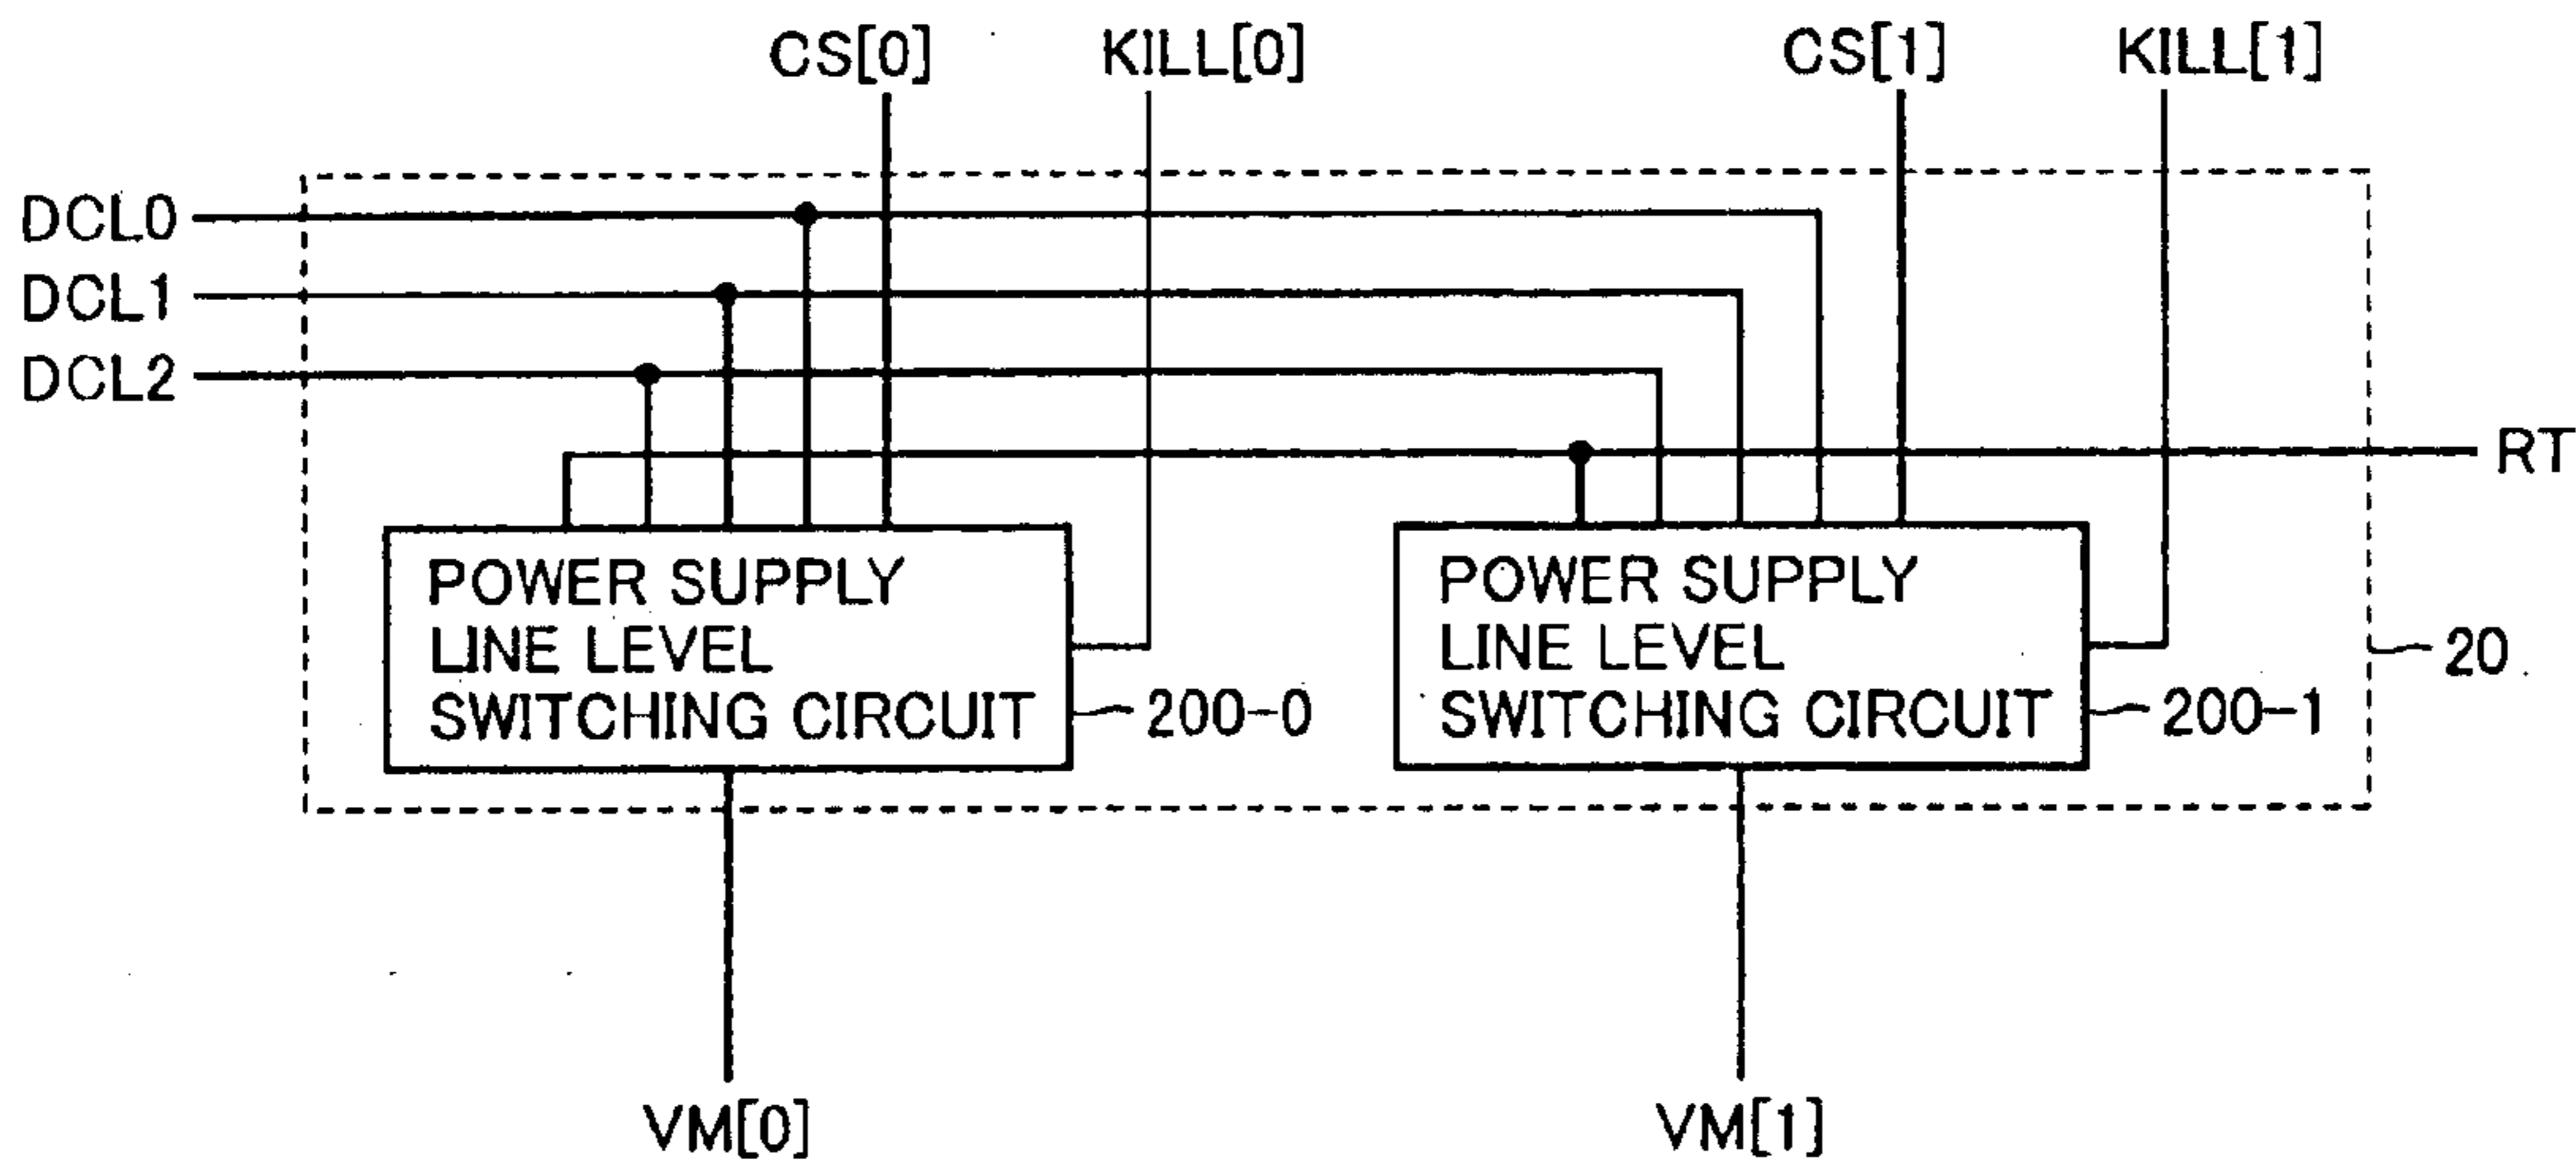 CS[0] KILL[0] CS[1] KILL[1]
DCL0
DCL1
DCL2
RT
POWER SUPPLY
LINE LEVEL
SWITCHING CIRCUIT
200-0
POWER SUPPLY
LINE LEVEL
SWITCHING CIRCUIT
200-1
20
VM[0] VM[1]